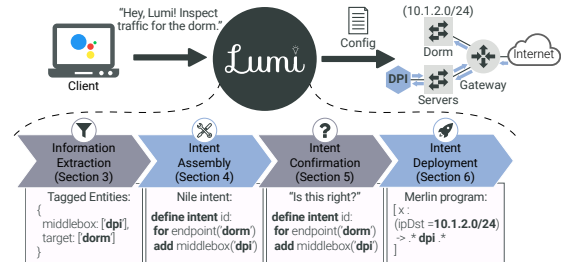 "Hey, Lumi! Inspect
traffic for the dorm."
Client
Lumi
Config
(10.1.2.0/24)
Dorm
Internet
DPI
Gateway
Servers
Information
Extraction
(Section 3)
Intent
Assembly
(Section 4)
Intent
Confirmation
(Section 5)
Intent
Deployment
(Section 6)
Tagged Entities:
{
middlebox: ['dpi'],
target: ['dorm']
}
Nile intent:
define intent id:
for endpoint('dorm')
add middlebox('dpi')
"Is this right?"
define intent id:
for endpoint('dorm')
add middlebox('dpi')
Merlin program:
[ x :
(ipDst =10.1.2.0/24)
-> .* dpi .*
]
?